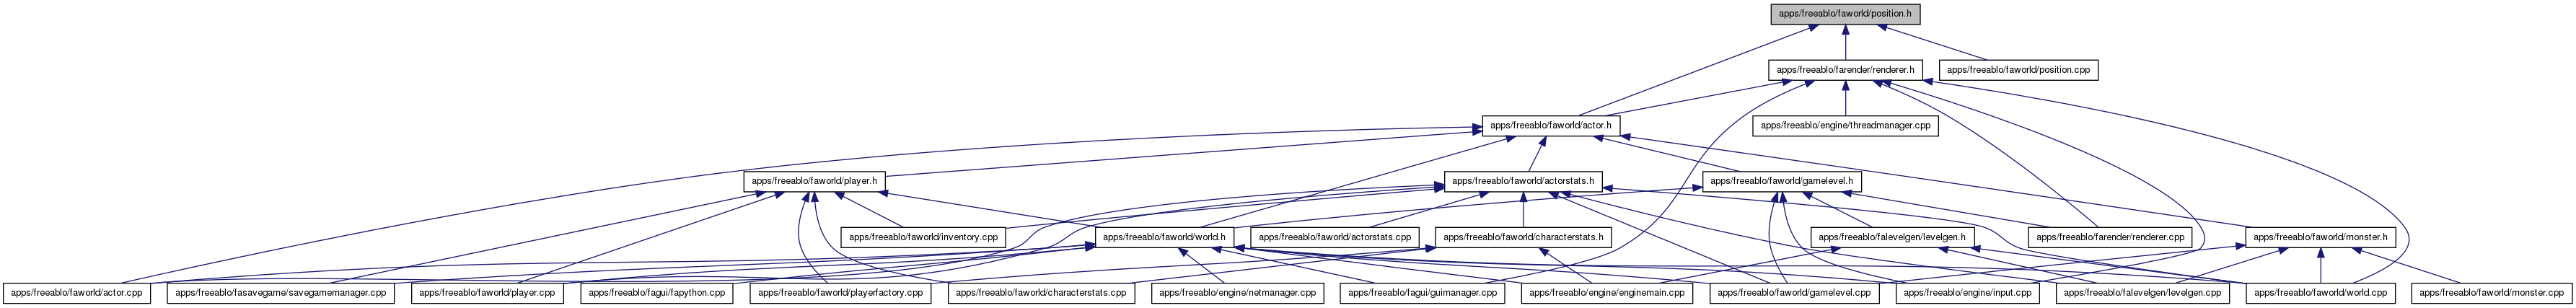 apps/freeablo/faworld/position.h
apps/freeablo/farender/renderer.h
apps/freeablo/faworld/position.cpp
apps/freeablo/faworld/actor.h
apps/freeablo/engine/threadmanager.cpp
apps/freeablo/faworld/player.h
apps/freeablo/faworld/actorstats.h
apps/freeablo/faworld/gamelevel.h
apps/freeablo/faworld/inventory.cpp
apps/freeablo/faworld/world.h
apps/freeablo/faworld/actorstats.cpp
apps/freeablo/faworld/characterstats.h
apps/freeablo/falevelgen/levelgen.h
apps/freeablo/farender/renderer.cpp
apps/freeablo/faworld/monster.h
apps/freeablo/faworld/actor.cpp
apps/freeablo/fasavegame/savegamemanager.cpp
apps/freeablo/faworld/player.cpp
apps/freeablo/fagui/fapython.cpp
apps/freeablo/faworld/playerfactory.cpp
apps/freeablo/faworld/characterstats.cpp
apps/freeablo/engine/netmanager.cpp
apps/freeablo/fagui/guimanager.cpp
apps/freeablo/engine/enginemain.cpp
apps/freeablo/faworld/gamelevel.cpp
apps/freeablo/engine/input.cpp
apps/freeablo/falevelgen/levelgen.cpp
apps/freeablo/faworld/world.cpp
apps/freeablo/faworld/monster.cpp